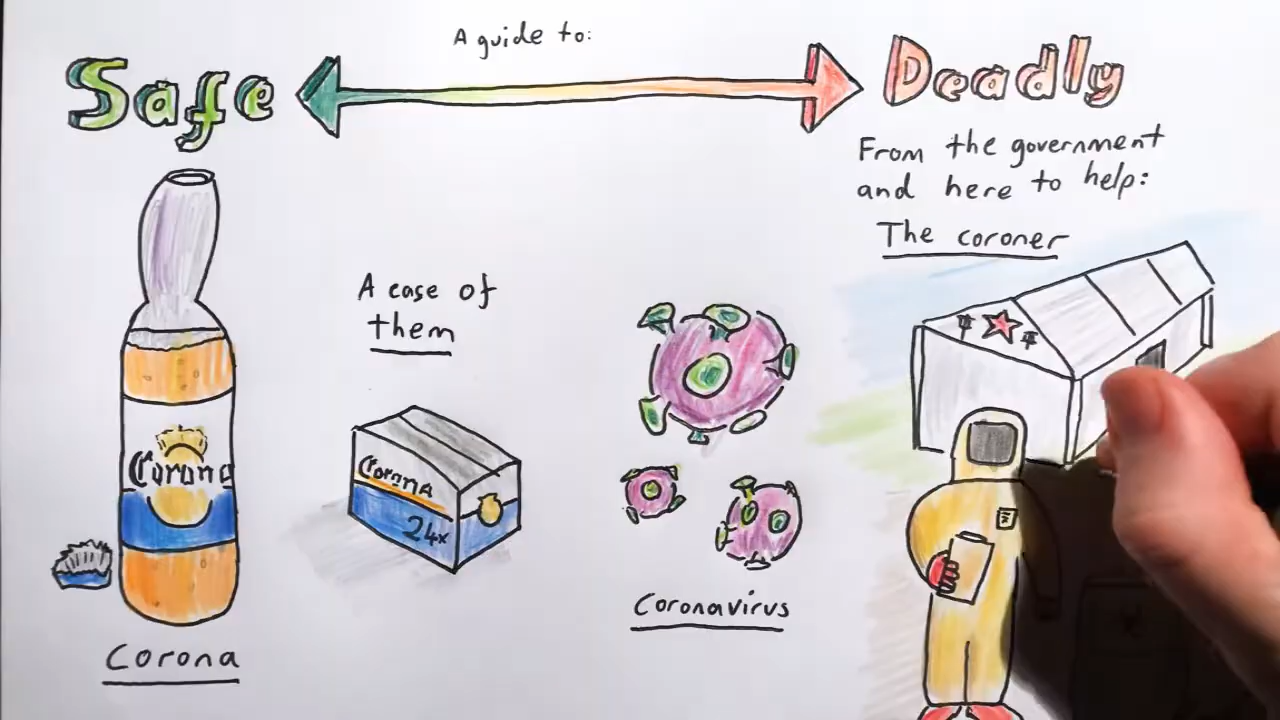 A guide to:
Safe
Deadly
From the government
and here to help:
The coroner
A case of
them
Corona
24x
Corona
Corona
Coronavirus